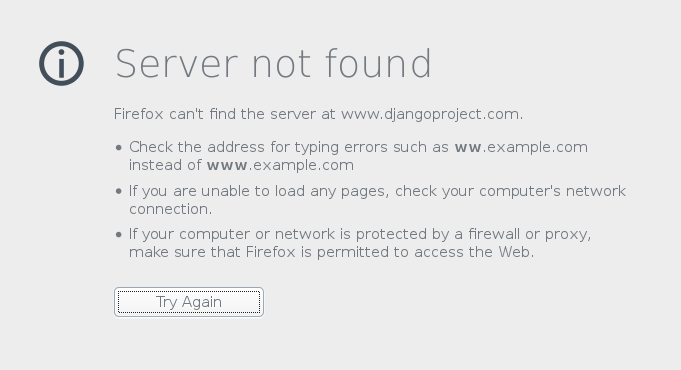 Server not found
Firefox can't find the server at www.djangoproject.com.
• Check the address for typing errors such as ww.example.com
instead of www.example.com
• If you are unable to load any pages, check your computer's network
connection.
• If your computer or network is protected by a firewall or proxy,
make sure that Firefox is permitted to access the Web.
Try Again